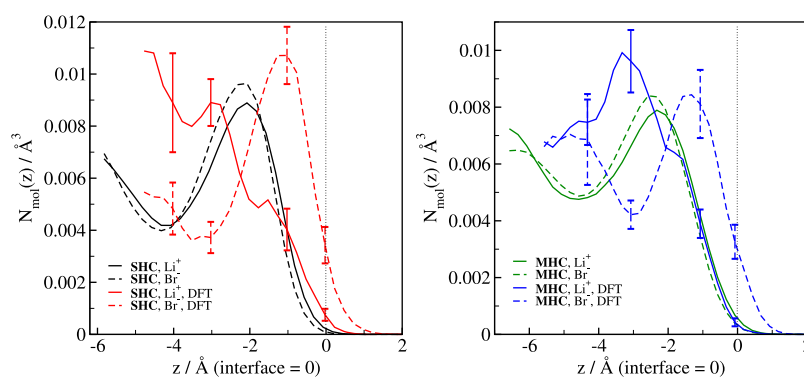 0.012
0.01
0.008
0.006
0.004
0.002
0
N_mol(z) / Å³
SHC, Li⁺
SHC, Br⁻
SHC, Li⁺, DFT
SHC, Br⁻, DFT
-6 -4 -2 0 2
z / Å (interface = 0)
0.01
0.008
0.006
0.004
0.002
0
N_mol(z) / Å³
MHC, Li⁺
MHC, Br⁻
MHC, Li⁺, DFT
MHC, Br⁻, DFT
-6 -4 -2 0 2
z / Å (interface = 0)